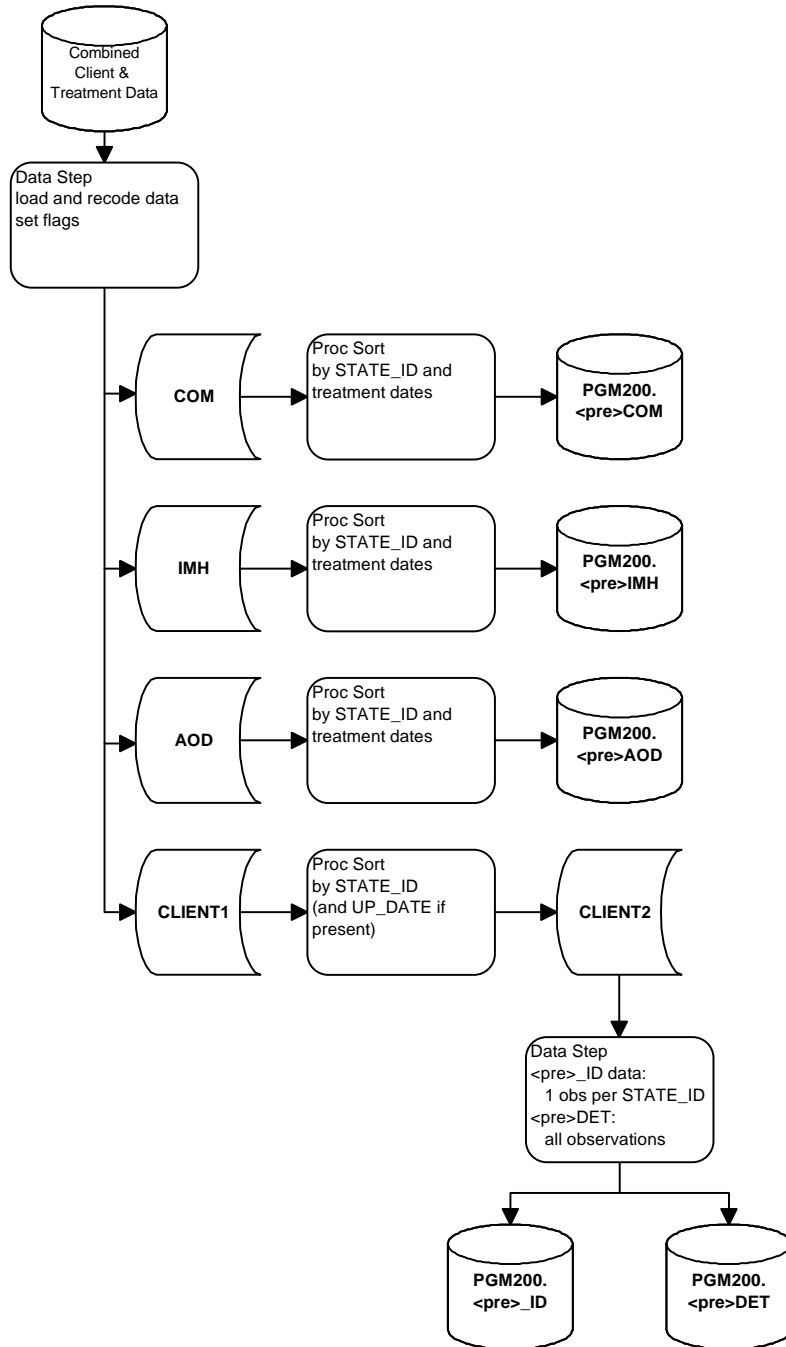 Combined
Client &
Treatment Data
Data Step
load and recode data
set flags
COM
Proc Sort
by STATE_ID and
treatment dates
PGM200.
<pre>COM
IMH
Proc Sort
by STATE_ID and
treatment dates
PGM200.
<pre>IMH
AOD
Proc Sort
by STATE_ID and
treatment dates
PGM200.
<pre>AOD
CLIENT1
Proc Sort
by STATE_ID
(and UP_DATE if
present)
CLIENT2
Data Step
<pre>_ID data:
1 obs per STATE_ID
<pre>DET:
all observations
PGM200.
<pre>_ID
PGM200.
<pre>DET